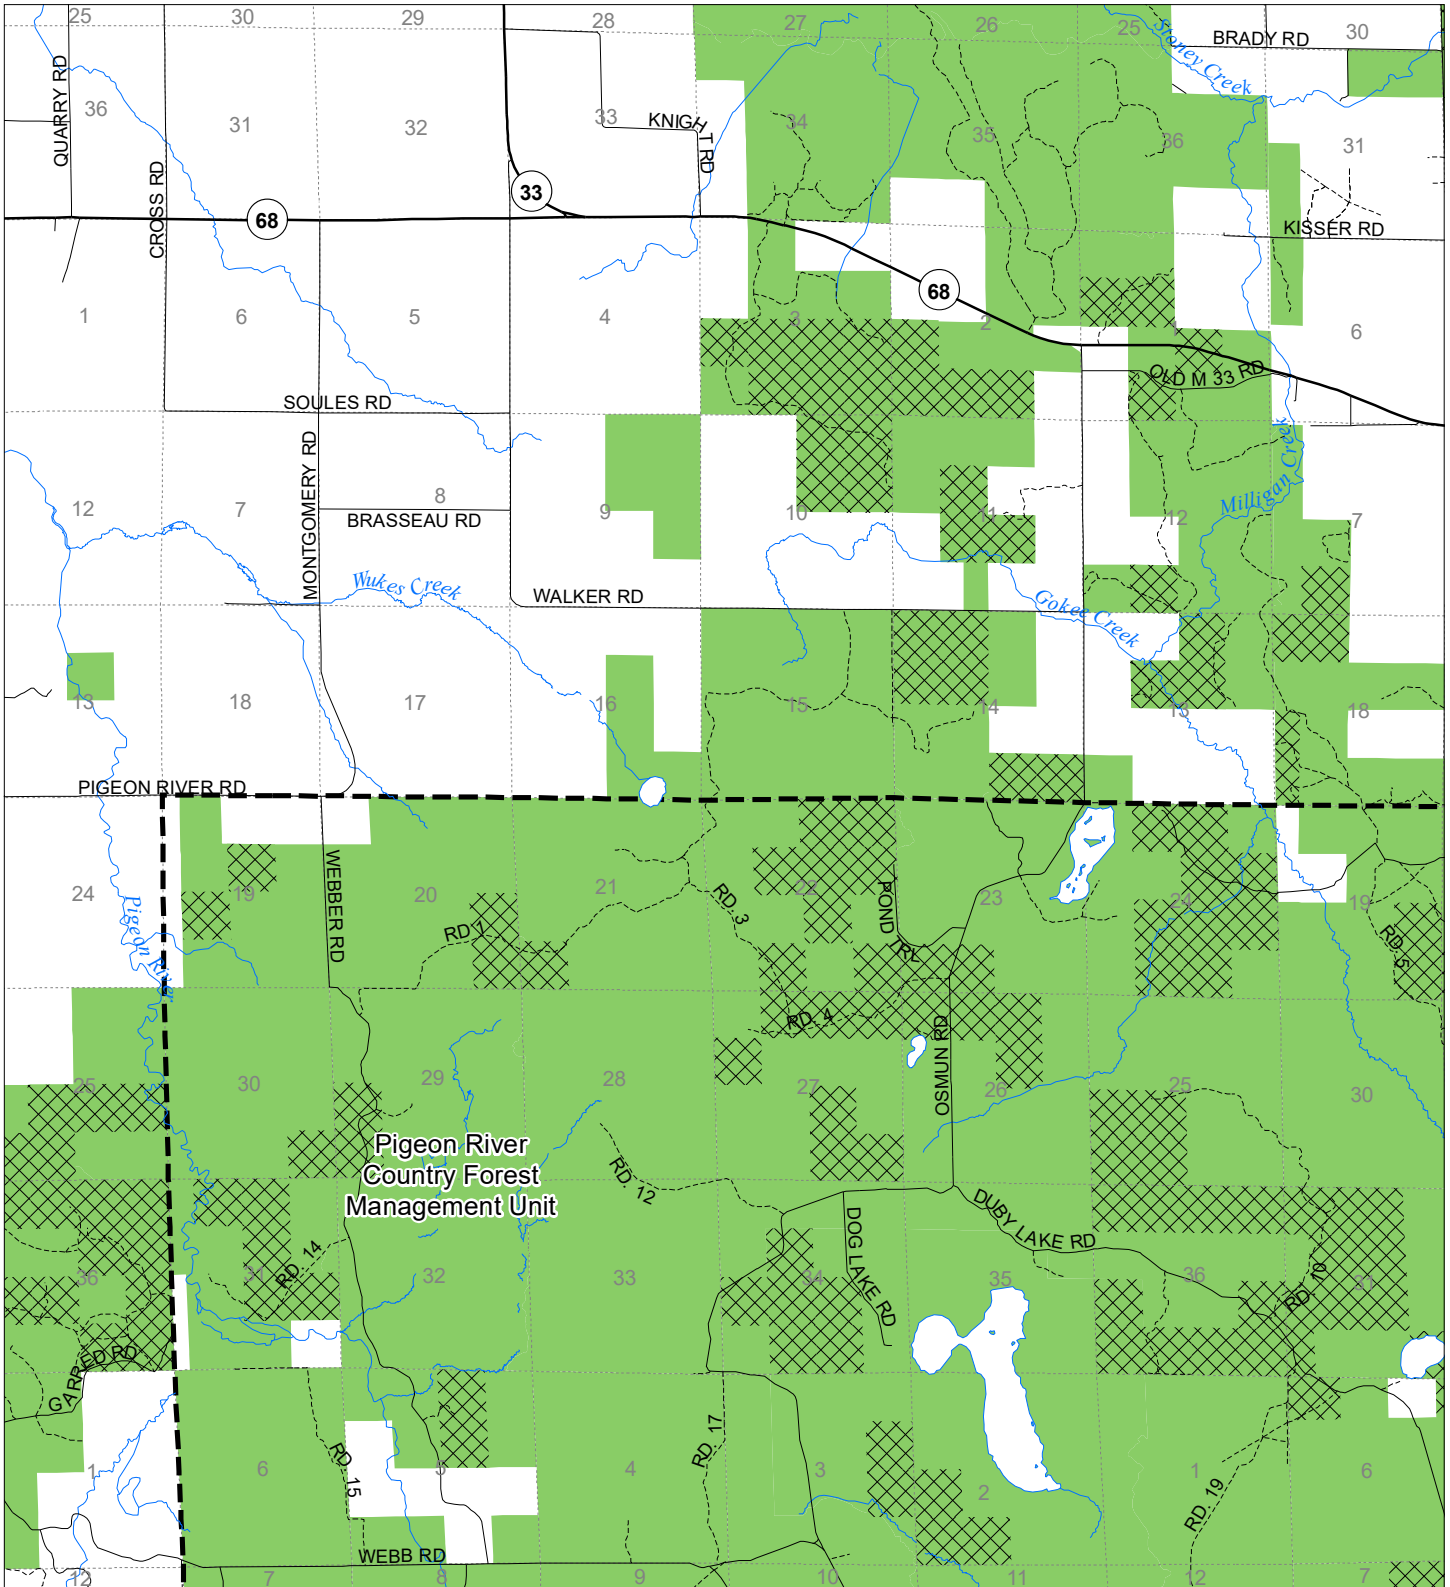 25
30
29
28
27
26
25
30
BRADY RD
Stoney Creek
QUARRY RD
36
31
32
33
KNIGHT RD
34
35
36
31
CROSS RD
33
68
KISSER RD
68
1
6
5
4
3
2
1
6
OLD M 33 RD
SOULES RD
MONTGOMERY RD
Milligan Creek
12
7
8
BRASSEAU RD
9
10
11
12
7
Wukes Creek
WALKER RD
Gokee Creek
13
18
17
16
15
14
13
18
PIGEON RIVER RD
24
19
WEBBER RD
20
21
22
23
24
19
RD 1
RD. 3
POND TRL
RD. 5
Pigeon River
RD. 4
OSMUN RD
25
30
29
28
27
26
25
30
Pigeon River
Country Forest
Management Unit
RD. 12
DOG LAKE RD
DUBY LAKE RD
36
31
RD. 14
32
33
34
35
36
RD. 10
31
GARRED RD
1
6
RD. 15
5
4
RD. 17
3
2
1
RD. 19
6
WEBB RD
12
7
8
9
10
11
12
7